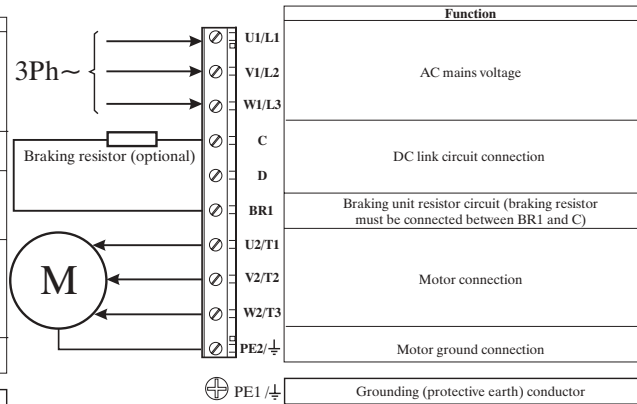 Function
3Ph~
U1/L1
V1/L2
W1/L3
AC mains voltage
C
D
Braking resistor (optional)
DC link circuit connection
BR1
Braking unit resistor circuit (braking resistor
must be connected between BR1 and C)
M
U2/T1
V2/T2
W2/T3
Motor connection
PE2/⏚
Motor ground connection
PE1 /⏚
Grounding (protective earth) conductor